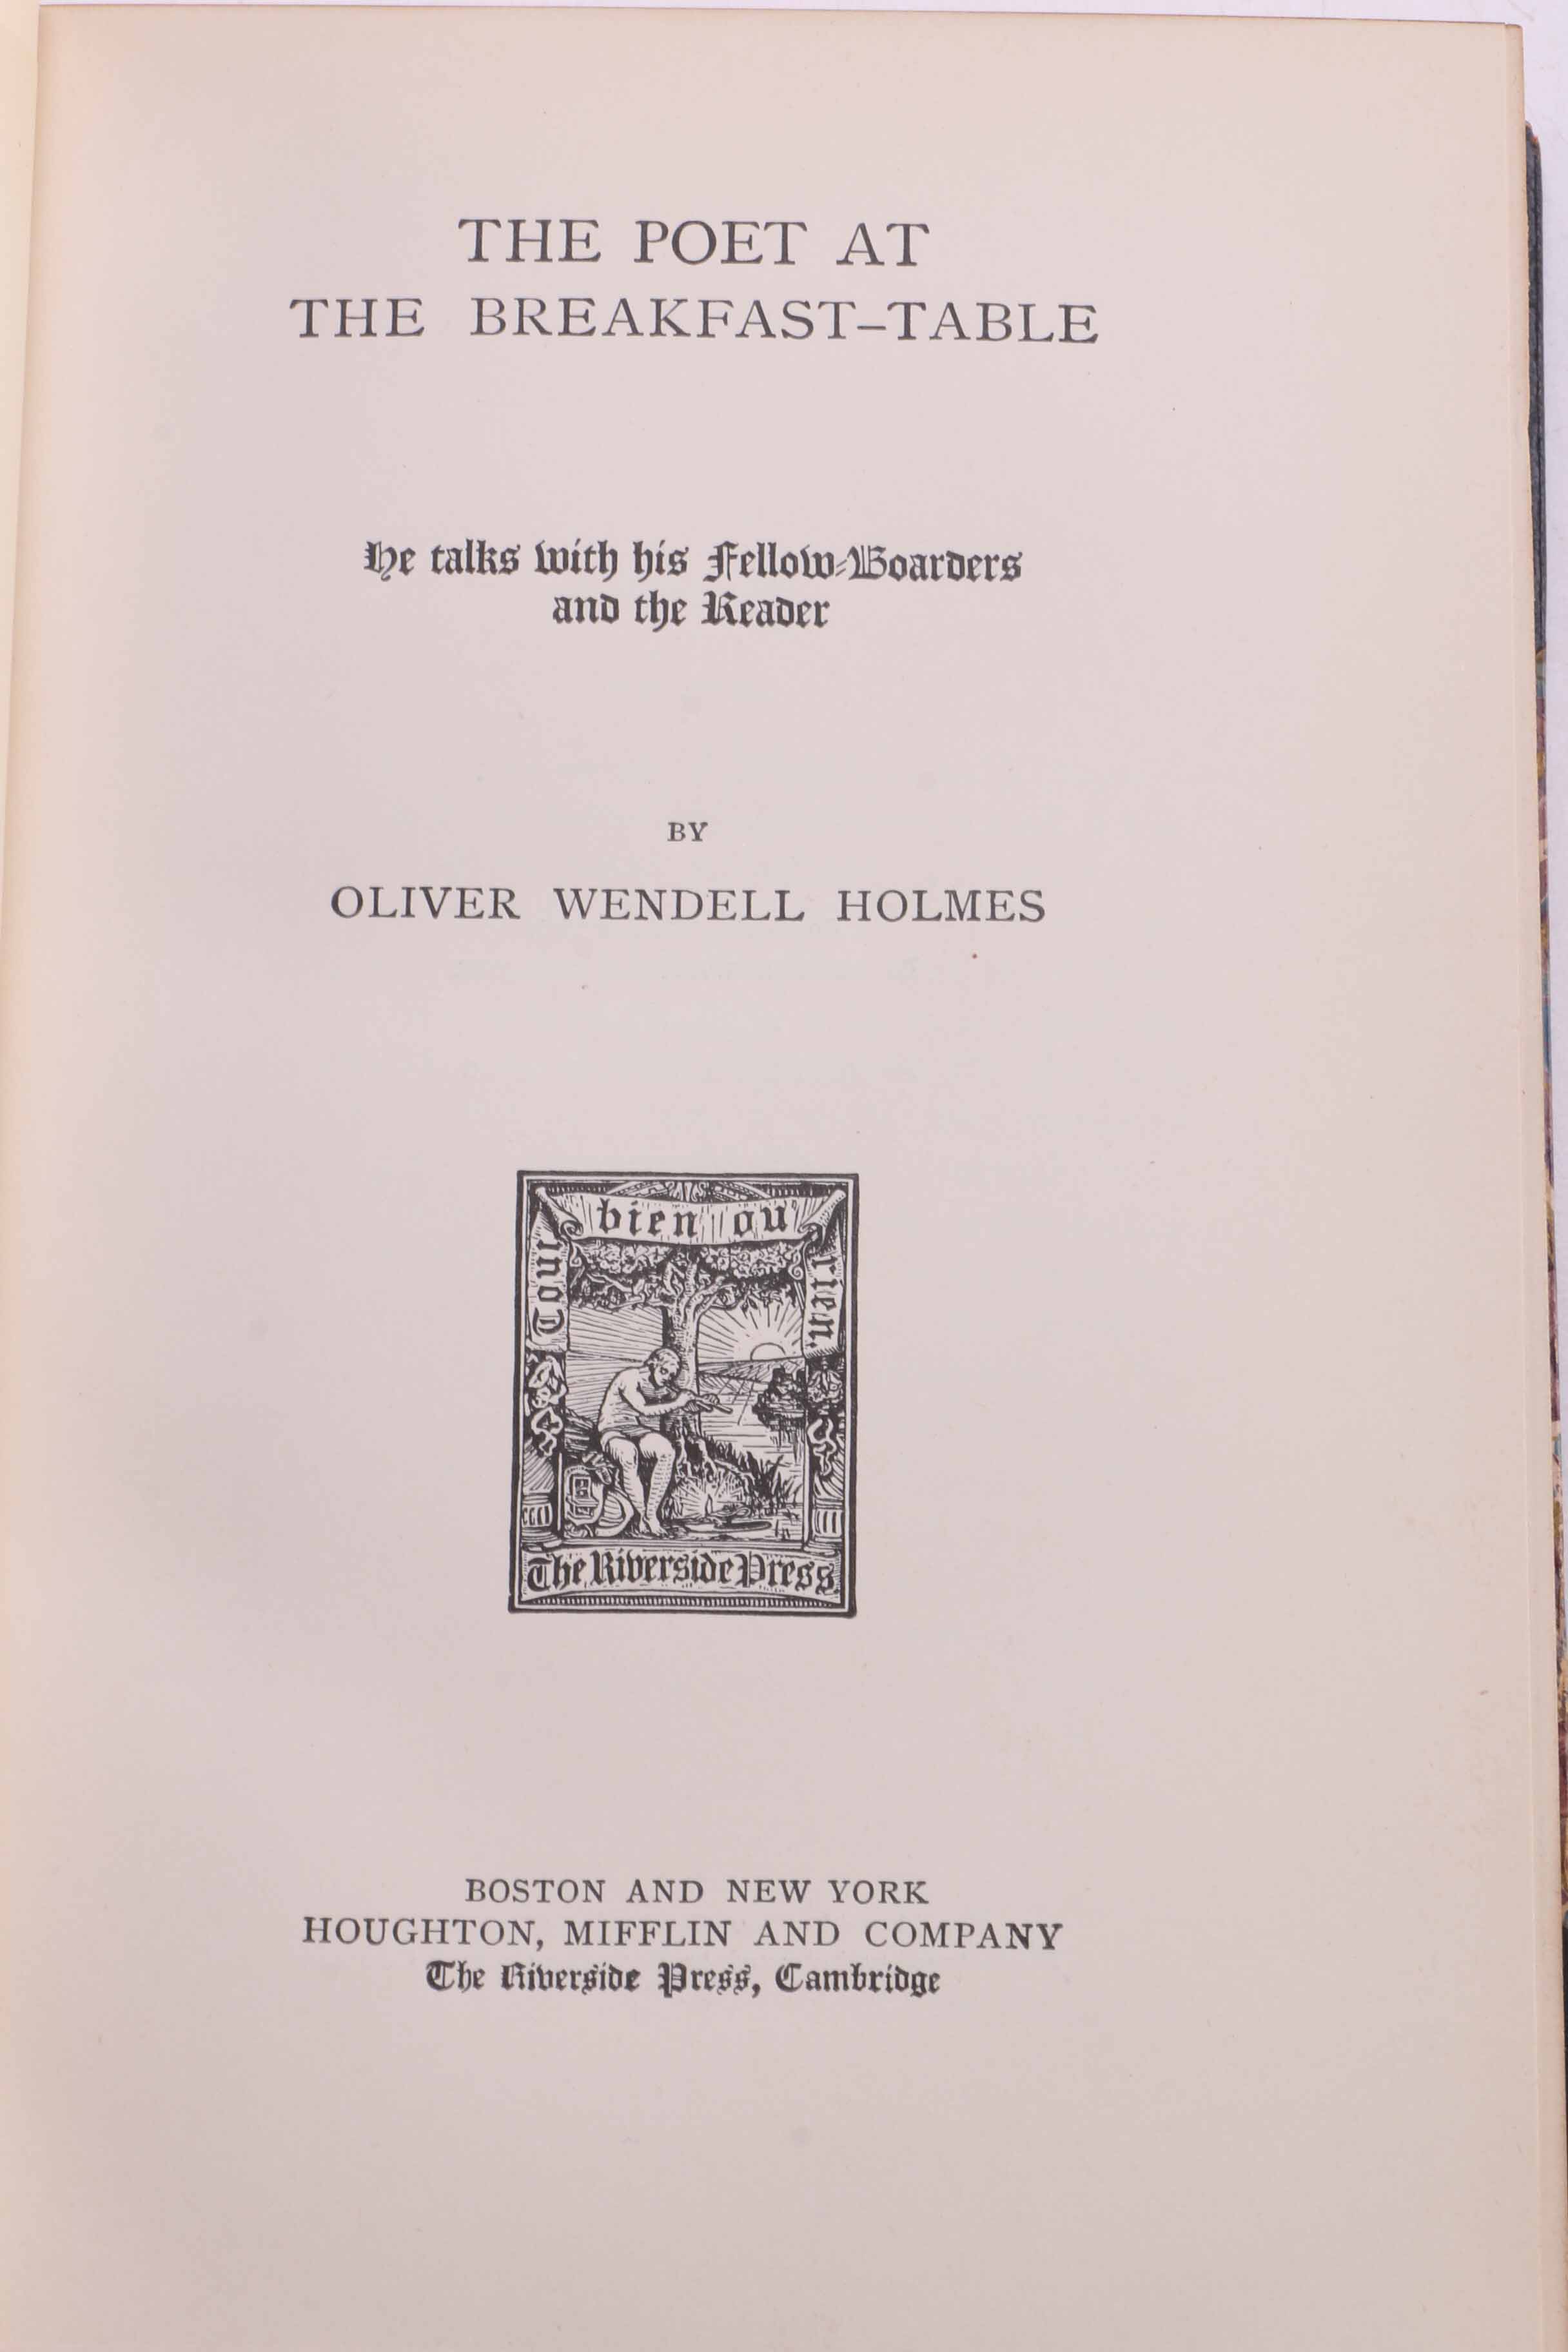 THE POET AT
THE BREAKFAST-TABLE
He talks with his Fellow-Boarders
and the Reader
BY
OLIVER WENDELL HOLMES
Tout
bien ou
rien.
The Riverside Press
BOSTON AND NEW YORK
HOUGHTON, MIFFLIN AND COMPANY
The Riverside Press, Cambridge